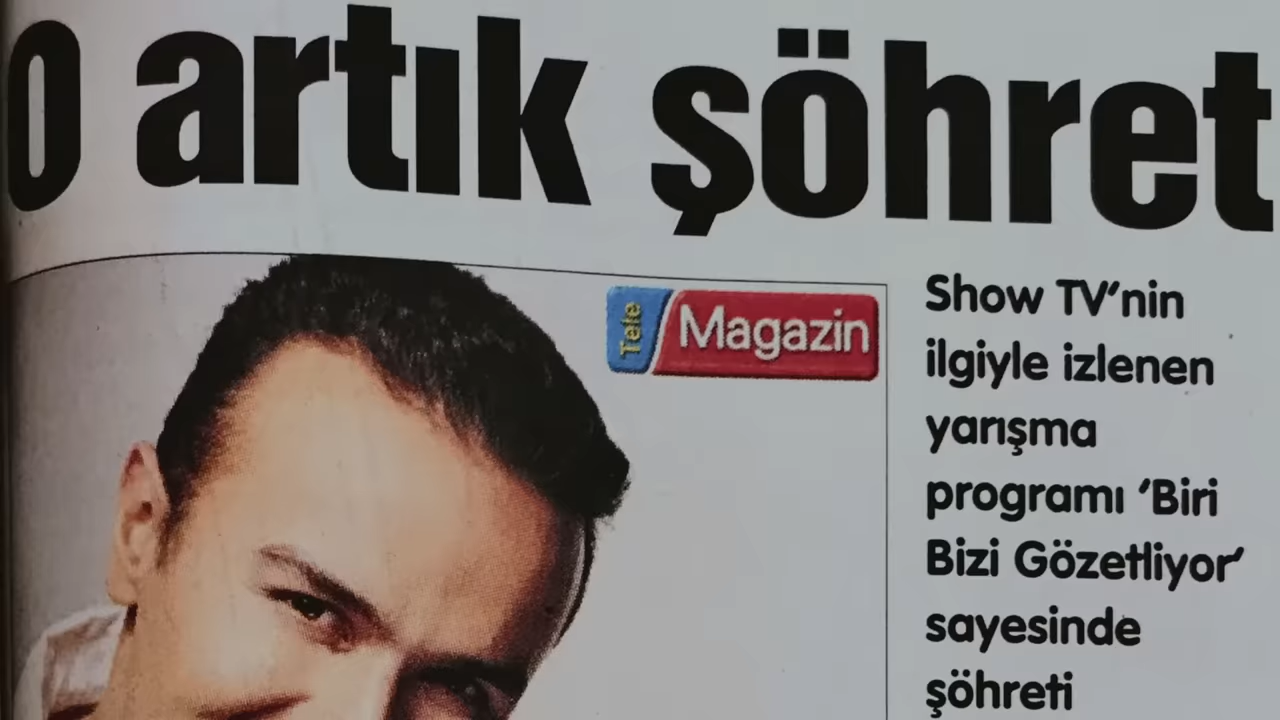 O artık şöhret
Tele Magazin
Show TV'nin
ilgiyle izlenen
yarışma
programı 'Biri
Bizi Gözetliyor'
sayesinde
şöhreti